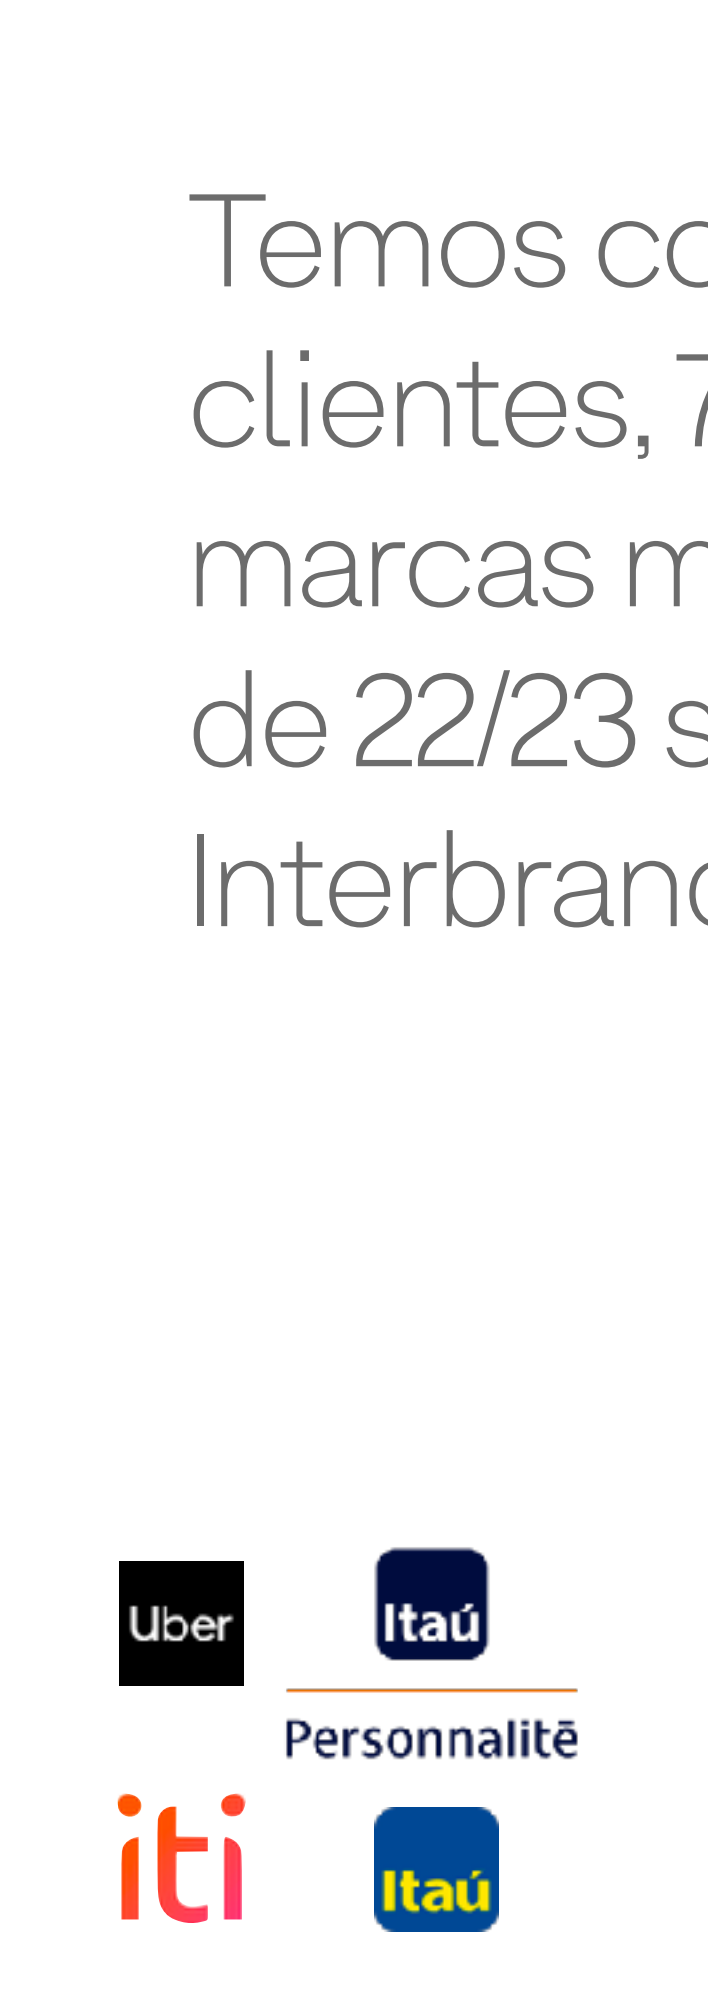 Temos co
clientes, 7
marcas m
de 22/23 s
Interbrand
Uber
Itaú
Personnalitē
iti
Itaú